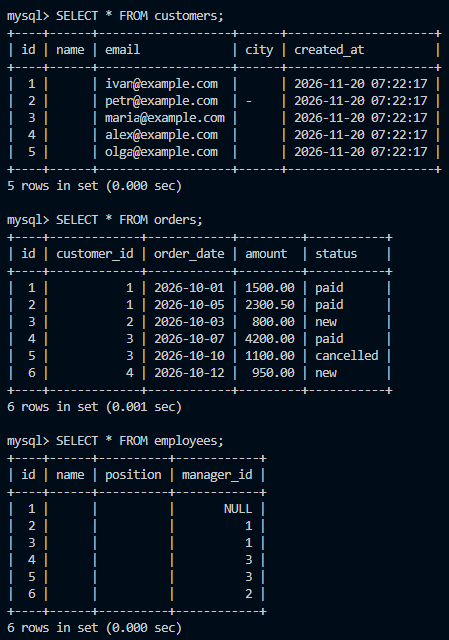 mysql> SELECT * FROM customers;
+----+------+-------------------+------+---------------------+
| id | name | email             | city | created_at          |
+----+------+-------------------+------+---------------------+
|  1 |      | ivan@example.com  |      | 2026-11-20 07:22:17 |
|  2 |      | petr@example.com  | -    | 2026-11-20 07:22:17 |
|  3 |      | maria@example.com |      | 2026-11-20 07:22:17 |
|  4 |      | alex@example.com  |      | 2026-11-20 07:22:17 |
|  5 |      | olga@example.com  |      | 2026-11-20 07:22:17 |
+----+------+-------------------+------+---------------------+
5 rows in set (0.000 sec)
mysql> SELECT * FROM orders;
+----+-------------+------------+---------+-----------+
| id | customer_id | order_date | amount  | status    |
+----+-------------+------------+---------+-----------+
|  1 |           1 | 2026-10-01 | 1500.00 | paid      |
|  2 |           1 | 2026-10-05 | 2300.50 | paid      |
|  3 |           2 | 2026-10-03 |  800.00 | new       |
|  4 |           3 | 2026-10-07 | 4200.00 | paid      |
|  5 |           3 | 2026-10-10 | 1100.00 | cancelled |
|  6 |           4 | 2026-10-12 |  950.00 | new       |
+----+-------------+------------+---------+-----------+
6 rows in set (0.001 sec)
mysql> SELECT * FROM employees;
+----+------+----------+------------+
| id | name | position | manager_id |
+----+------+----------+------------+
|  1 |      |          |       NULL |
|  2 |      |          |          1 |
|  3 |      |          |          1 |
|  4 |      |          |          3 |
|  5 |      |          |          3 |
|  6 |      |          |          2 |
+----+------+----------+------------+
6 rows in set (0.000 sec)